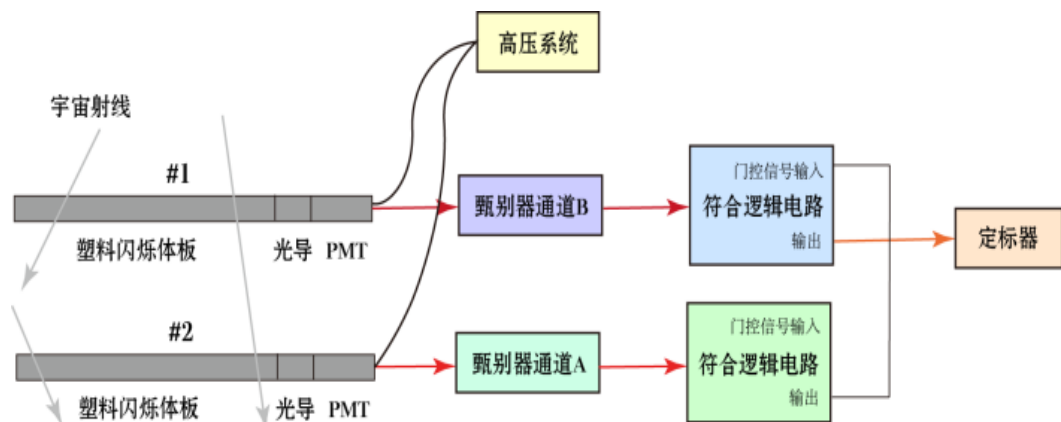 高压系统
宇宙射线
#1
门控信号输入
甄别器通道B
符合逻辑电路
输出
定标器
塑料闪烁体板 光导 PMT
#2
门控信号输入
甄别器通道A
符合逻辑电路
输出
塑料闪烁体板 光导 PMT